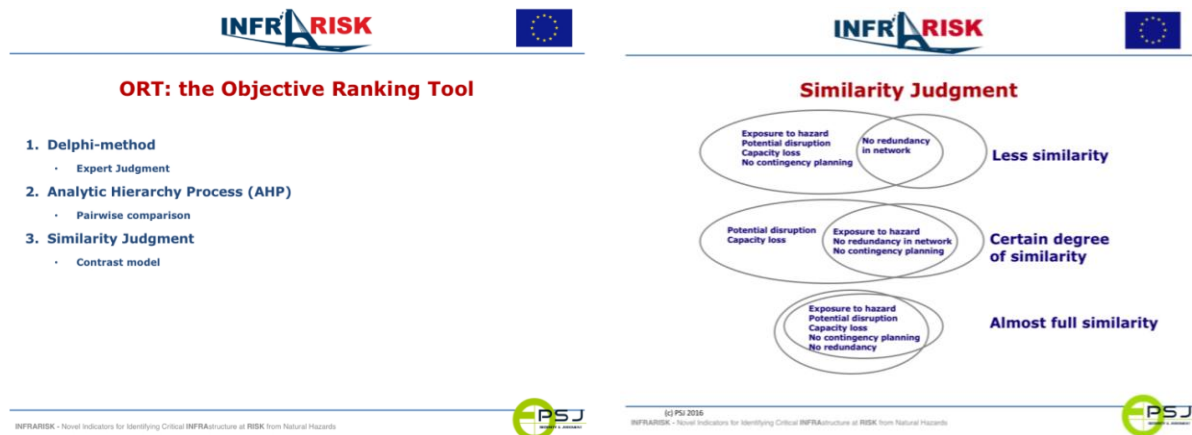 INFRARISK
ORT: the Objective Ranking Tool
1. Delphi-method
· Expert Judgment
2. Analytic Hierarchy Process (AHP)
· Pairwise comparison
3. Similarity Judgment
· Contrast model
INFRARISK - Novel Indicators for Identifying Critical INFRAstructure at RISK from Natural Hazards
PSJ
INFRARISK
Similarity Judgment
Exposure to hazard
Potential disruption
Capacity loss
No contingency planning
No redundancy
in network
Less similarity
Potential disruption
Capacity loss
Exposure to hazard
No redundancy in network
No contingency planning
Certain degree
of similarity
Exposure to hazard
Potential disruption
Capacity loss
No contingency planning
No redundancy
Almost full similarity
(c) PSJ 2016
INFRARISK - Novel Indicators for Identifying Critical INFRAstructure at RISK from Natural Hazards
PSJ